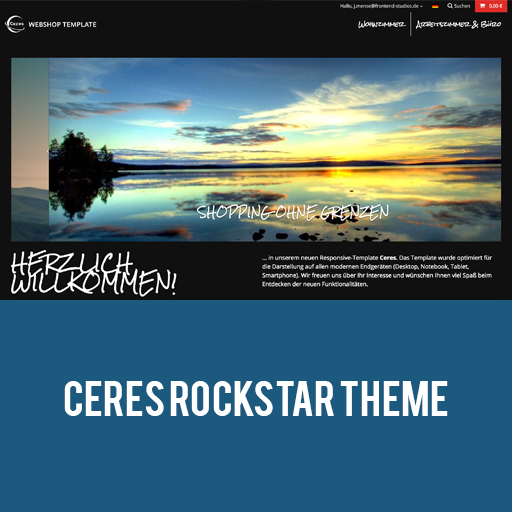 Hallo, j.mense@frontend-studios.de
Suchen
0,00 €
Ceres
WEBSHOP TEMPLATE
Wohnzimmer
Arbeitszimmer & Büro
SHOPPING OHNE GRENZEN
HERZLICH
WILLKOMMEN!
... in unserem neuen Responsive-Template Ceres. Das Template wurde optimiert für
die Darstellung auf allen modernen Endgeräten (Desktop, Notebook, Tablet,
Smartphone). Wir freuen uns über Ihr Interesse und wünschen Ihnen viel Spaß beim
Entdecken der neuen Funktionalitäten.
CERES ROCKSTAR THEME